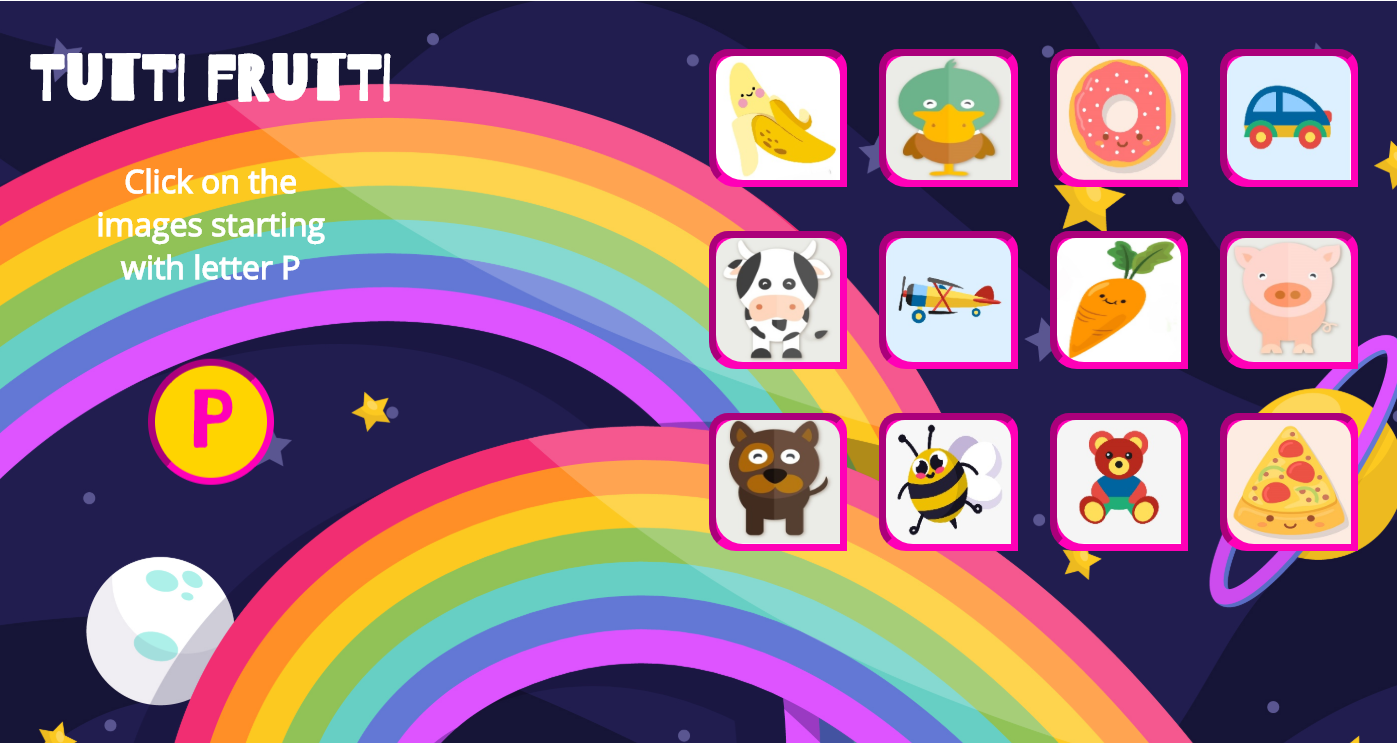 TUTTI FRUTTI
Click on the
images starting
with letter P
P